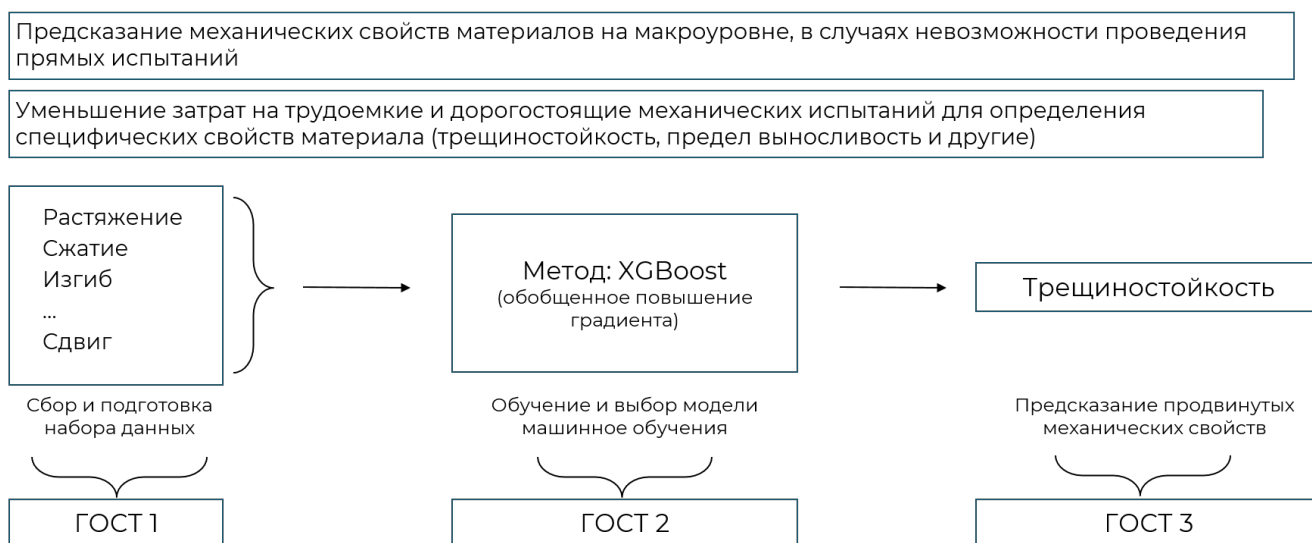 Предсказание механических свойств материалов на макроуровне, в случаях невозможности проведения
прямых испытаний
Уменьшение затрат на трудоемкие и дорогостоящие механических испытаний для определения
специфических свойств материала (трещиностойкость, предел выносливость и другие)
Растяжение
Сжатие
Изгиб
...
Сдвиг
Метод: XGBoost
(обобщенное повышение
градиента)
Трещиностойкость
Сбор и подготовка
набора данных
Обучение и выбор модели
машинное обучения
Предсказание продвинутых
механических свойств
ГОСТ 1
ГОСТ 2
ГОСТ 3